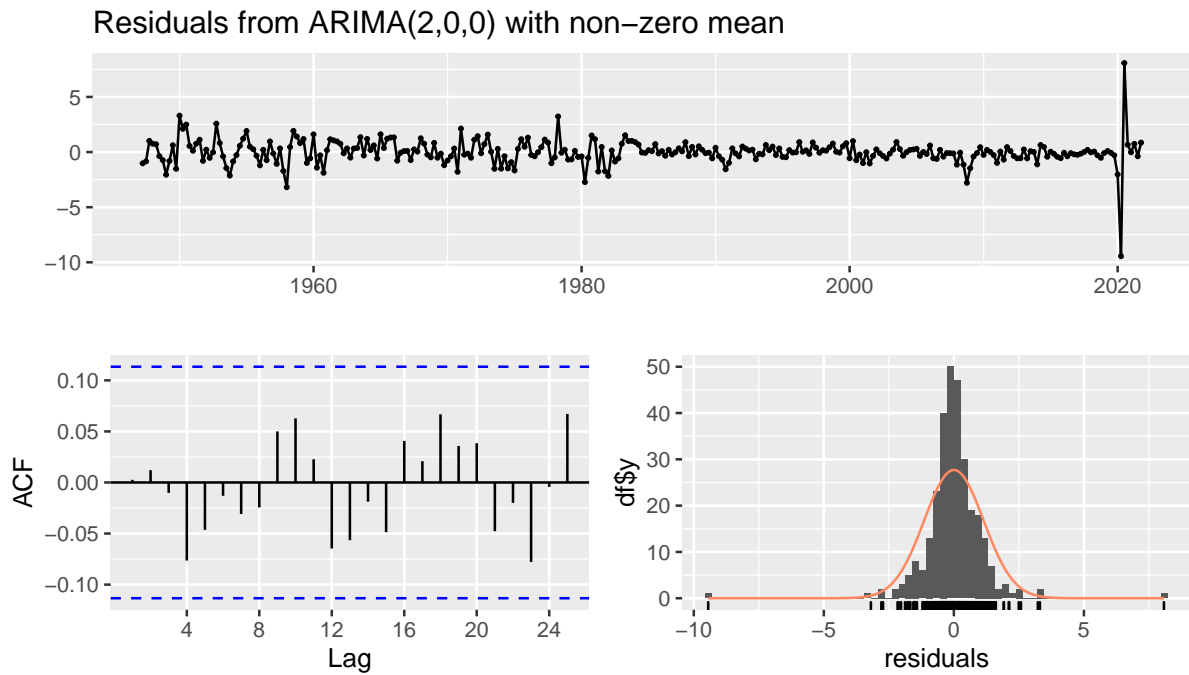 Residuals from ARIMA(2,0,0) with non−zero mean
5
0
−5
−10
1960 1980 2000 2020
ACF
0.10
0.05
0.00
−0.05
−0.10
4 8 12 16 20 24
Lag
df$y
50
40
30
20
10
0
−10 −5 0 5
residuals